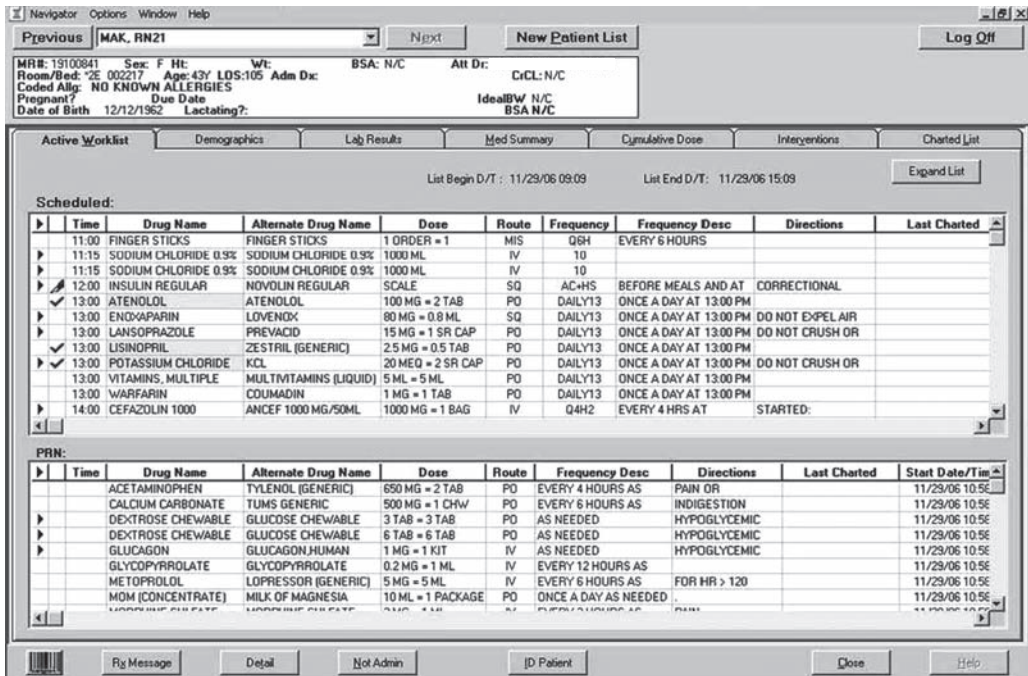 Navigator Options Window Help
Previous MAK, RN21 Next New Patient List Log Off
MR#: 19100841 Sex: F Ht: Wt: BSA: N/C Att Dr:
Room/Bed: *2E 002217 Age: 43Y LOS:105 Adm Dx: CrCL: N/C
Coded Allg: NO KNOWN ALLERGIES
Pregnant? Due Date IdealBW N/C
Date of Birth 12/12/1962 Lactating?: BSA N/C
Active Worklist Demographics Lab Results Med Summary Cumulative Dose Interventions Charted List
List Begin D/T : 11/29/06 09:09 List End D/T: 11/29/06 15:09 Expand List
Scheduled:
Time Drug Name Alternate Drug Name Dose Route Frequency Frequency Desc Directions Last Charted
11:00 FINGER STICKS FINGER STICKS 1 ORDER = 1 MIS Q6H EVERY 6 HOURS
11:15 SODIUM CHLORIDE 0.9% SODIUM CHLORIDE 0.9% 1000 ML IV 10
11:15 SODIUM CHLORIDE 0.9% SODIUM CHLORIDE 0.9% 1000 ML IV 10
12:00 INSULIN REGULAR NOVOLIN REGULAR SCALE SQ AC+HS BEFORE MEALS AND AT CORRECTIONAL
13:00 ATENOLOL ATENOLOL 100 MG = 2 TAB PO DAILY13 ONCE A DAY AT 13:00 PM
13:00 ENOXAPARIN LOVENOX 80 MG = 0.8 ML SQ DAILY13 ONCE A DAY AT 13:00 PM DO NOT EXPEL AIR
13:00 LANSOPRAZOLE PREVACID 15 MG = 1 SR CAP PO DAILY13 ONCE A DAY AT 13:00 PM DO NOT CRUSH OR
13:00 LISINOPRIL ZESTRIL (GENERIC) 2.5 MG = 0.5 TAB PO DAILY13 ONCE A DAY AT 13:00 PM
13:00 POTASSIUM CHLORIDE KCL 20 MEQ = 2 SR CAP PO DAILY13 ONCE A DAY AT 13:00 PM DO NOT CRUSH OR
13:00 VITAMINS, MULTIPLE MULTIVITAMINS (LIQUID) 5 ML = 5 ML PO DAILY13 ONCE A DAY AT 13:00 PM
13:00 WARFARIN COUMADIN 1 MG = 1 TAB PO DAILY13 ONCE A DAY AT 13:00 PM
14:00 CEFAZOLIN 1000 ANCEF 1000 MG/50ML 1000 MG = 1 BAG IV Q4H2 EVERY 4 HRS AT STARTED:
PRN:
Time Drug Name Alternate Drug Name Dose Route Frequency Desc Directions Last Charted Start Date/Tim
ACETAMINOPHEN TYLENOL (GENERIC) 650 MG = 2 TAB PO EVERY 4 HOURS AS PAIN OR 11/29/06 10:58
CALCIUM CARBONATE TUMS GENERIC 500 MG = 1 CHW PO EVERY 6 HOURS AS INDIGESTION 11/29/06 10:58
DEXTROSE CHEWABLE GLUCOSE CHEWABLE 3 TAB = 3 TAB PO AS NEEDED HYPOGLYCEMIC 11/29/06 10:58
DEXTROSE CHEWABLE GLUCOSE CHEWABLE 6 TAB = 6 TAB PO AS NEEDED HYPOGLYCEMIC 11/29/06 10:58
GLUCAGON GLUCAGON,HUMAN 1 MG = 1 KIT IV AS NEEDED HYPOGLYCEMIC 11/29/06 10:58
GLYCOPYRROLATE GLYCOPYRROLATE 0.2 MG = 1 ML IV EVERY 12 HOURS AS 11/29/06 10:58
METOPROLOL LOPRESSOR (GENERIC) 5 MG = 5 ML IV EVERY 6 HOURS FOR HR > 120 11/29/06 10:58
MOM (CONCENTRATE) MILK OF MAGNESIA 10 ML = 1 PACKAGE PO ONCE A DAY AS NEEDED . 11/29/06 10:58
Rx Message Detail Not Admin ID Patient Close Help